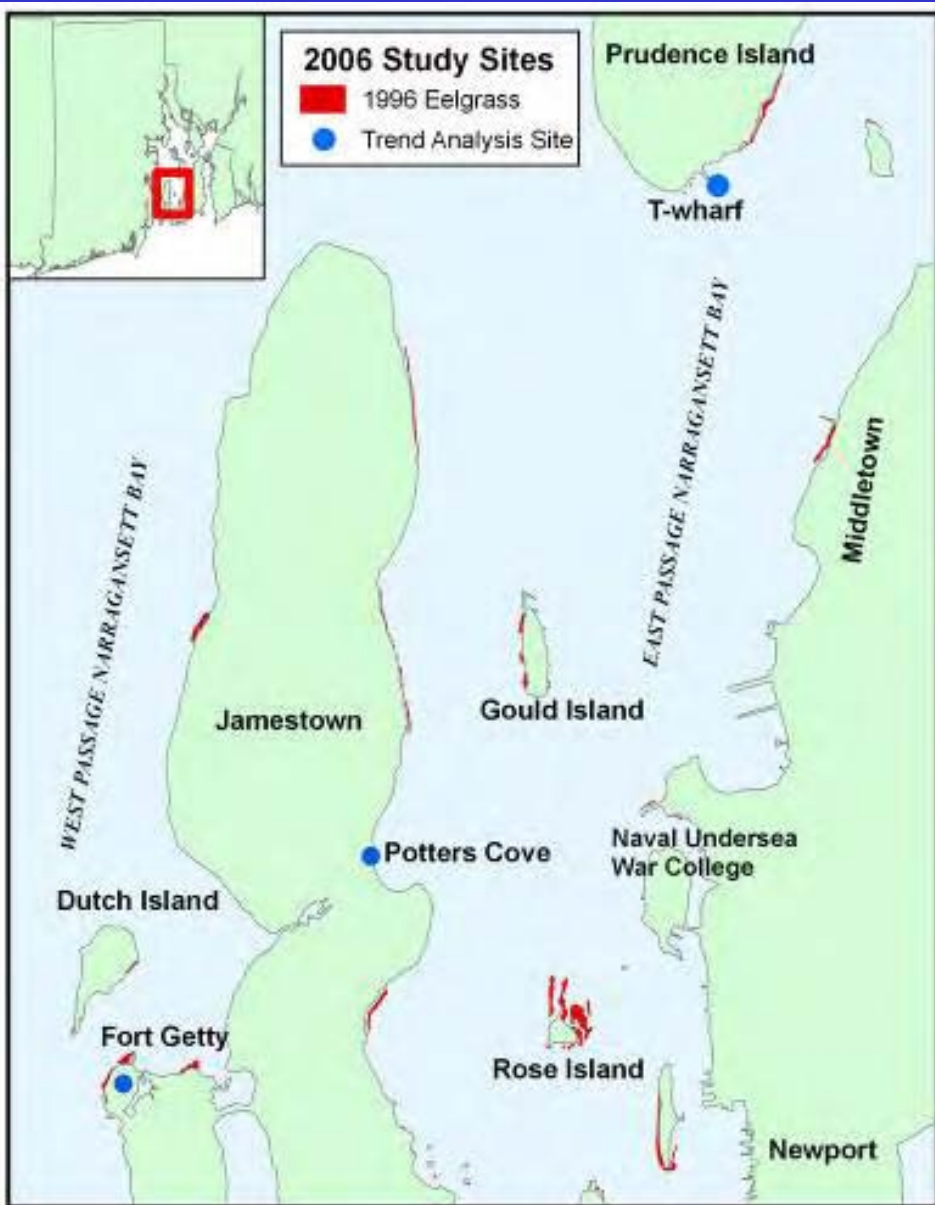 2006 Study Sites
1996 Eelgrass
Trend Analysis Site
Prudence Island
T-wharf
EAST PASSAGE NARRAGANSETT BAY
Middletown
WEST PASSAGE NARRAGANSETT BAY
Jamestown
Gould Island
Potters Cove
Naval Undersea
War College
Dutch Island
Fort Getty
Rose Island
Newport